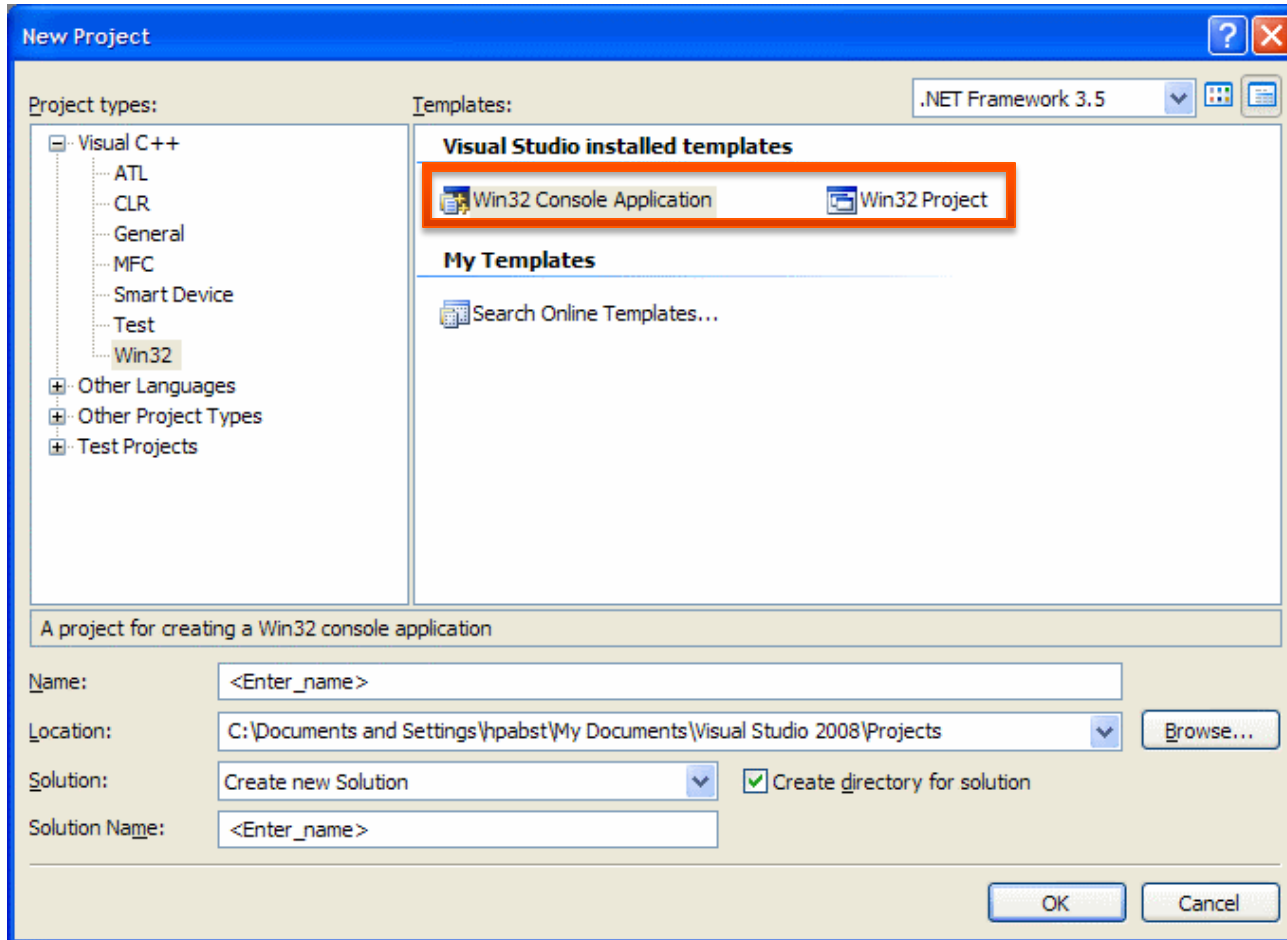 New Project
Project types:
Templates:
.NET Framework 3.5
Visual C++
ATL
CLR
General
MFC
Smart Device
Test
Win32
Other Languages
Other Project Types
Test Projects
Visual Studio installed templates
Win32 Console Application
Win32 Project
My Templates
Search Online Templates...
A project for creating a Win32 console application
Name:
<Enter_name>
Location:
C:\Documents and Settings\hpabst\My Documents\Visual Studio 2008\Projects
Browse...
Solution:
Create new Solution
Create directory for solution
Solution Name:
<Enter_name>
OK
Cancel